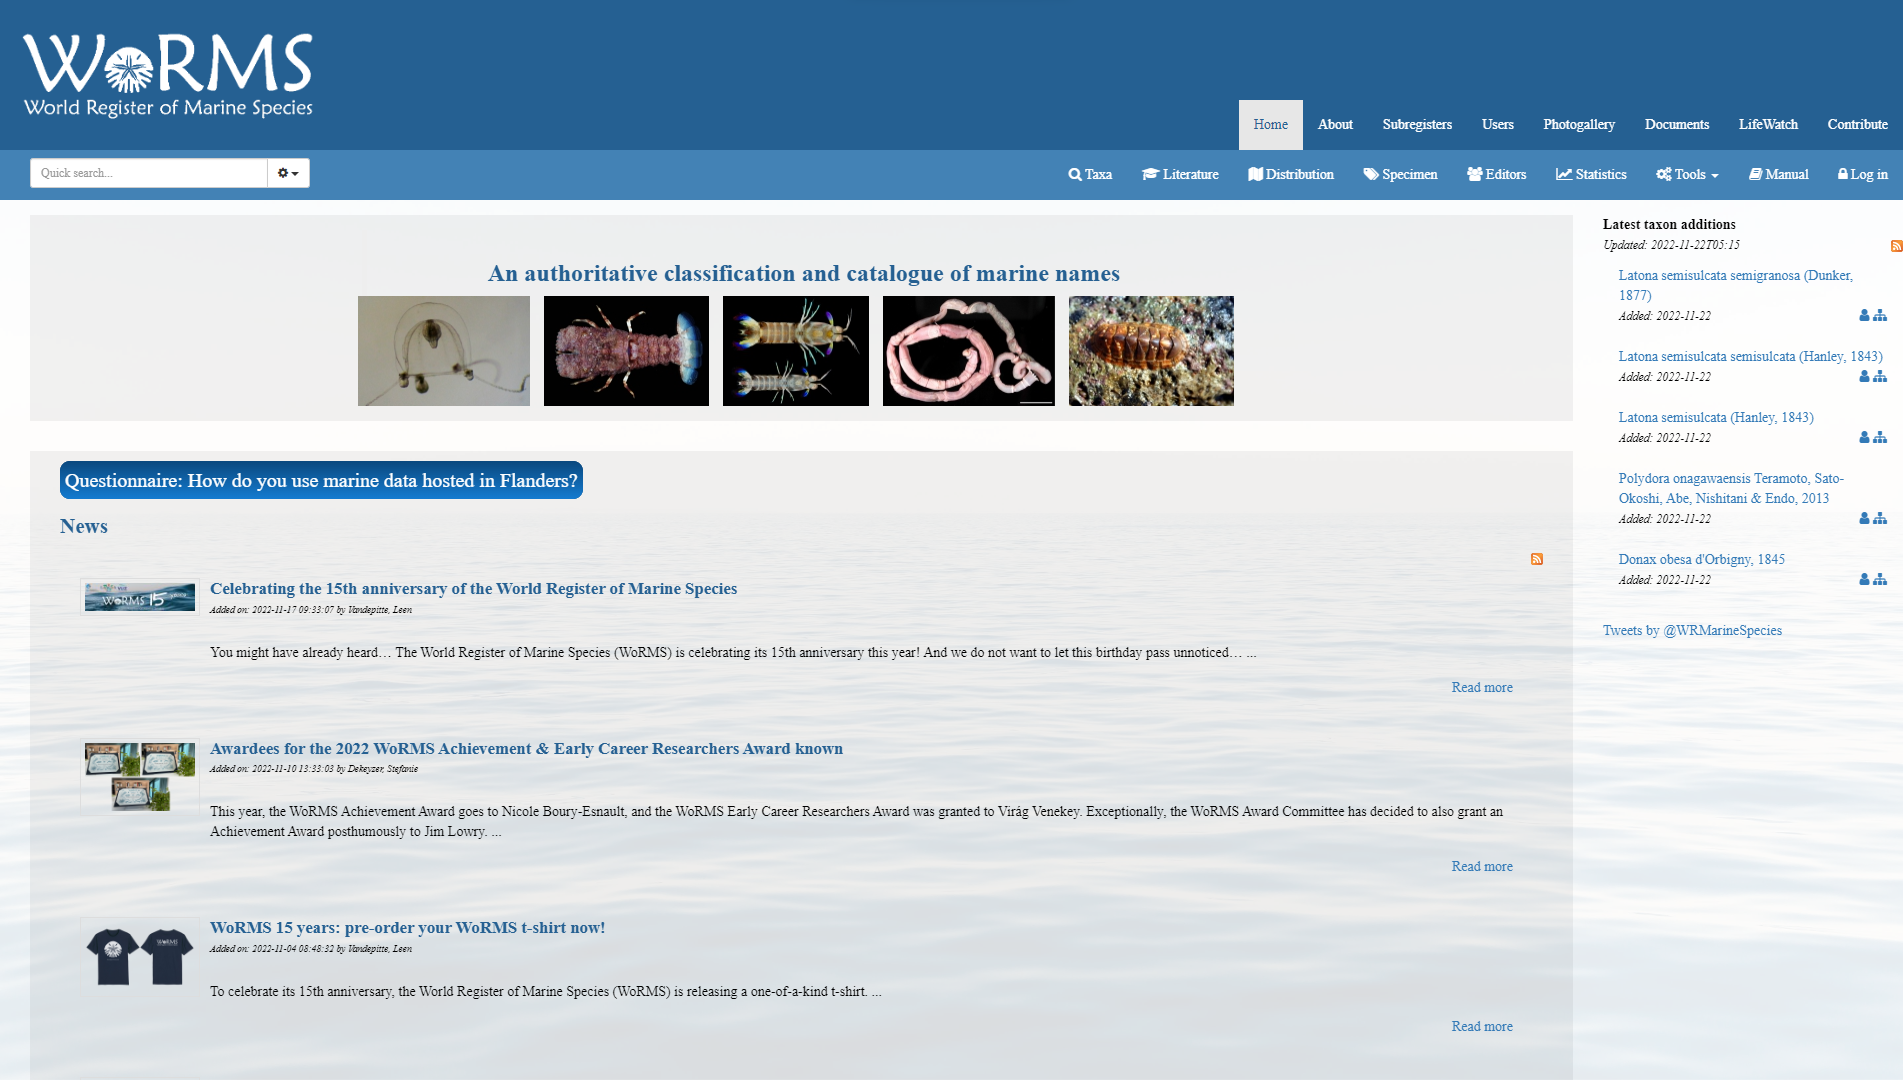 WoRMS
World Register of Marine Species
Home About Subregisters Users Photogallery Documents LifeWatch Contribute
Quick search...
Taxa Literature Distribution Specimen Editors Statistics Tools Manual Log in
An authoritative classification and catalogue of marine names
Questionnaire: How do you use marine data hosted in Flanders?
News
WoRMS 15
Celebrating the 15th anniversary of the World Register of Marine Species
Added on: 2022-11-17 09:33:07 by Vandepitte, Leen
You might have already heard… The World Register of Marine Species (WoRMS) is celebrating its 15th anniversary this year! And we do not want to let this birthday pass unnoticed… ...
Read more
Awardees for the 2022 WoRMS Achievement & Early Career Researchers Award known
Added on: 2022-11-10 13:33:03 by Dekeyzer, Stefanie
This year, the WoRMS Achievement Award goes to Nicole Boury-Esnault, and the WoRMS Early Career Researchers Award was granted to Virág Venekey. Exceptionally, the WoRMS Award Committee has decided to also grant an
Achievement Award posthumously to Jim Lowry. ...
Read more
WoRMS
WoRMS 15 years: pre-order your WoRMS t-shirt now!
Added on: 2022-11-04 08:48:32 by Vandepitte, Leen
To celebrate its 15th anniversary, the World Register of Marine Species (WoRMS) is releasing a one-of-a-kind t-shirt. ...
Read more
Latest taxon additions
Updated: 2022-11-22T05:15
Latona semisulcata semigranosa (Dunker,
1877)
Added: 2022-11-22
Latona semisulcata semisulcata (Hanley, 1843)
Added: 2022-11-22
Latona semisulcata (Hanley, 1843)
Added: 2022-11-22
Polydora onagawaensis Teramoto, Sato-
Okoshi, Abe, Nishitani & Endo, 2013
Added: 2022-11-22
Donax obesa d'Orbigny, 1845
Added: 2022-11-22
Tweets by @WRMarineSpecies